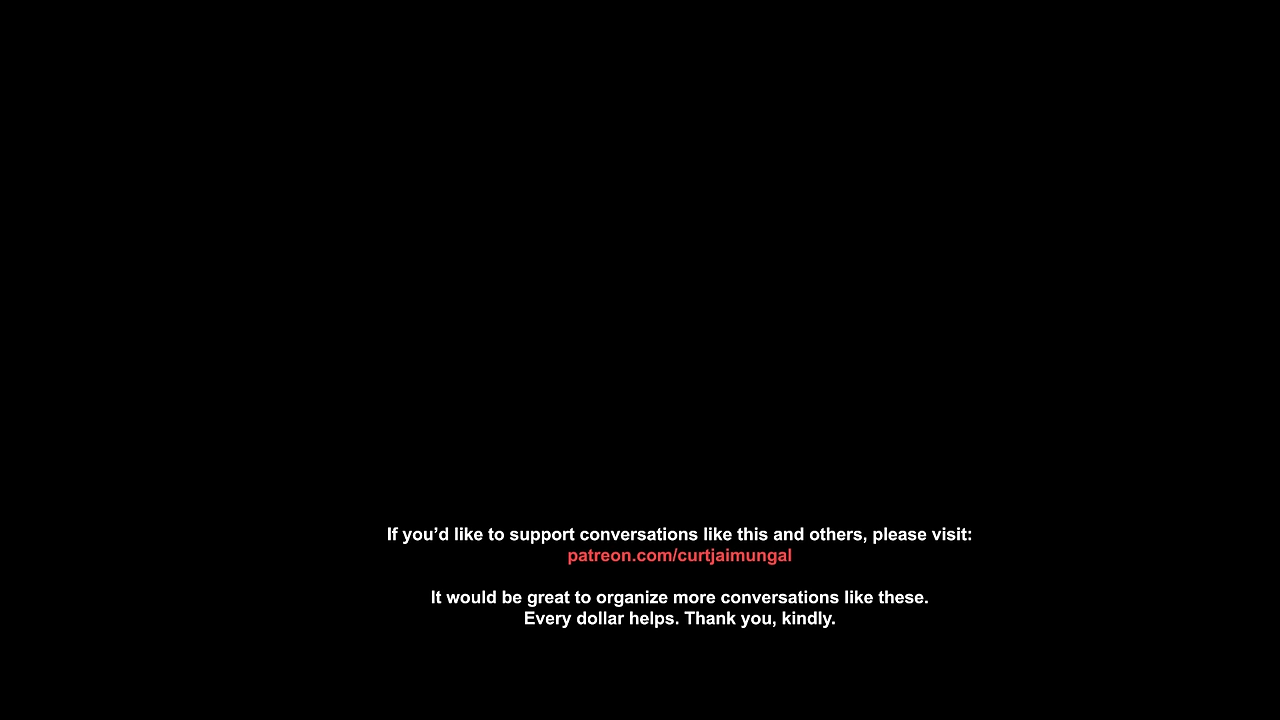 If you’d like to support conversations like this and others, please visit:
patreon.com/curtjaimungal
It would be great to organize more conversations like these.
Every dollar helps. Thank you, kindly.